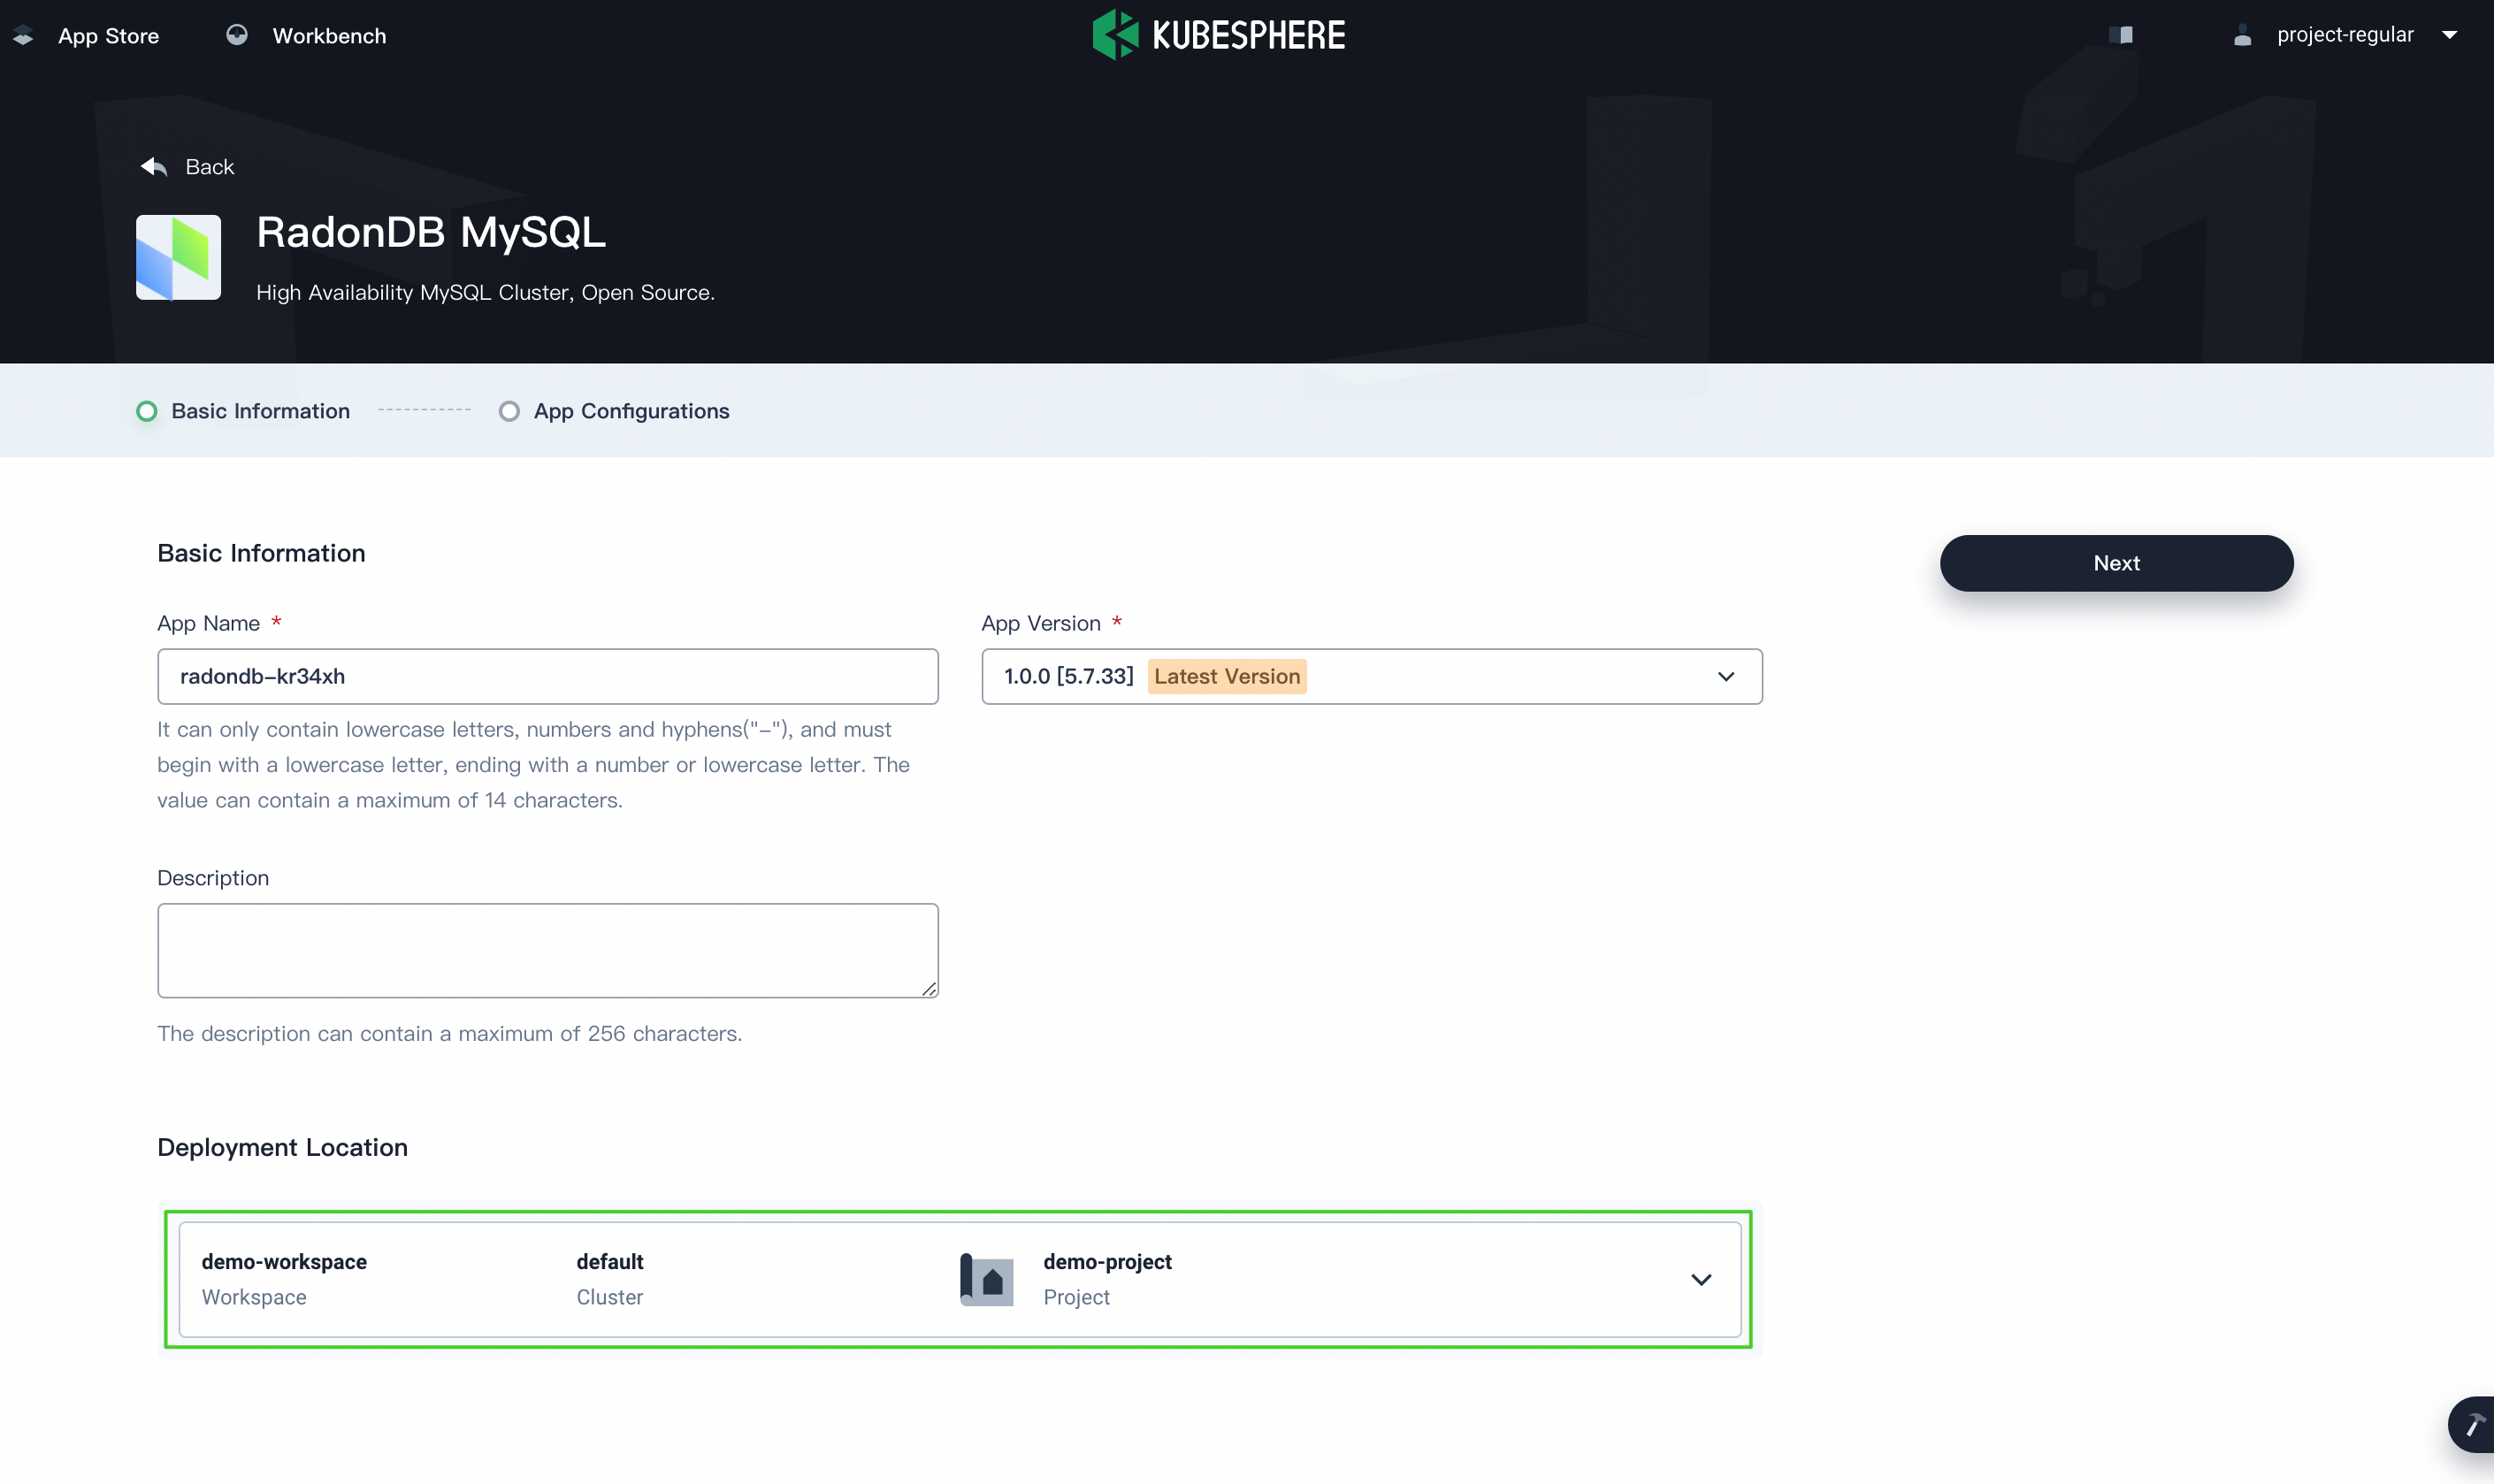 App Store
Workbench
KUBESPHERE
project-regular
Back
RadonDB MySQL
High Availability MySQL Cluster, Open Source.
Basic Information
App Configurations
Basic Information
Next
App Name *
App Version *
radondb-kr34xh
1.0.0 [5.7.33] Latest Version
It can only contain lowercase letters, numbers and hyphens("-"), and must
begin with a lowercase letter, ending with a number or lowercase letter. The
value can contain a maximum of 14 characters.
Description
The description can contain a maximum of 256 characters.
Deployment Location
demo-workspace
Workspace
default
Cluster
demo-project
Project